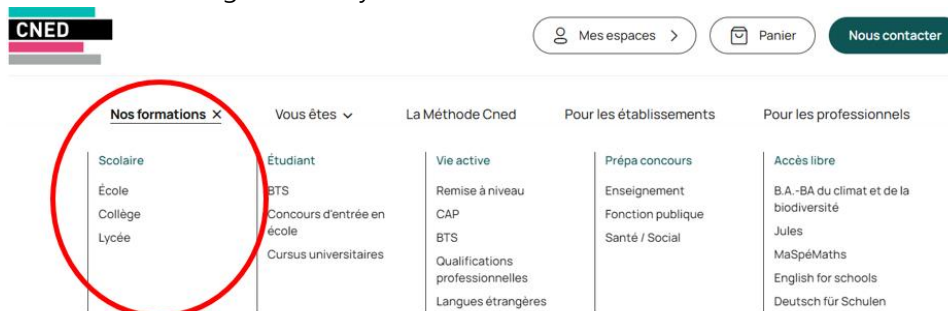 CNED
Mes espaces
Panier
Nous contacter
Nos formations
Vous êtes
La Méthode Cned
Pour les établissements
Pour les professionnels
Scolaire
École
Collège
Lycée
Étudiant
BTS
Concours d'entrée en
école
Cursus universitaires
Vie active
Remise à niveau
CAP
BTS
Qualifications
professionnelles
Langues étrangères
Prépa concours
Enseignement
Fonction publique
Santé / Social
Accès libre
B.A.-BA du climat et de la
biodiversité
Jules
MaSpéMaths
English for schools
Deutsch für Schulen